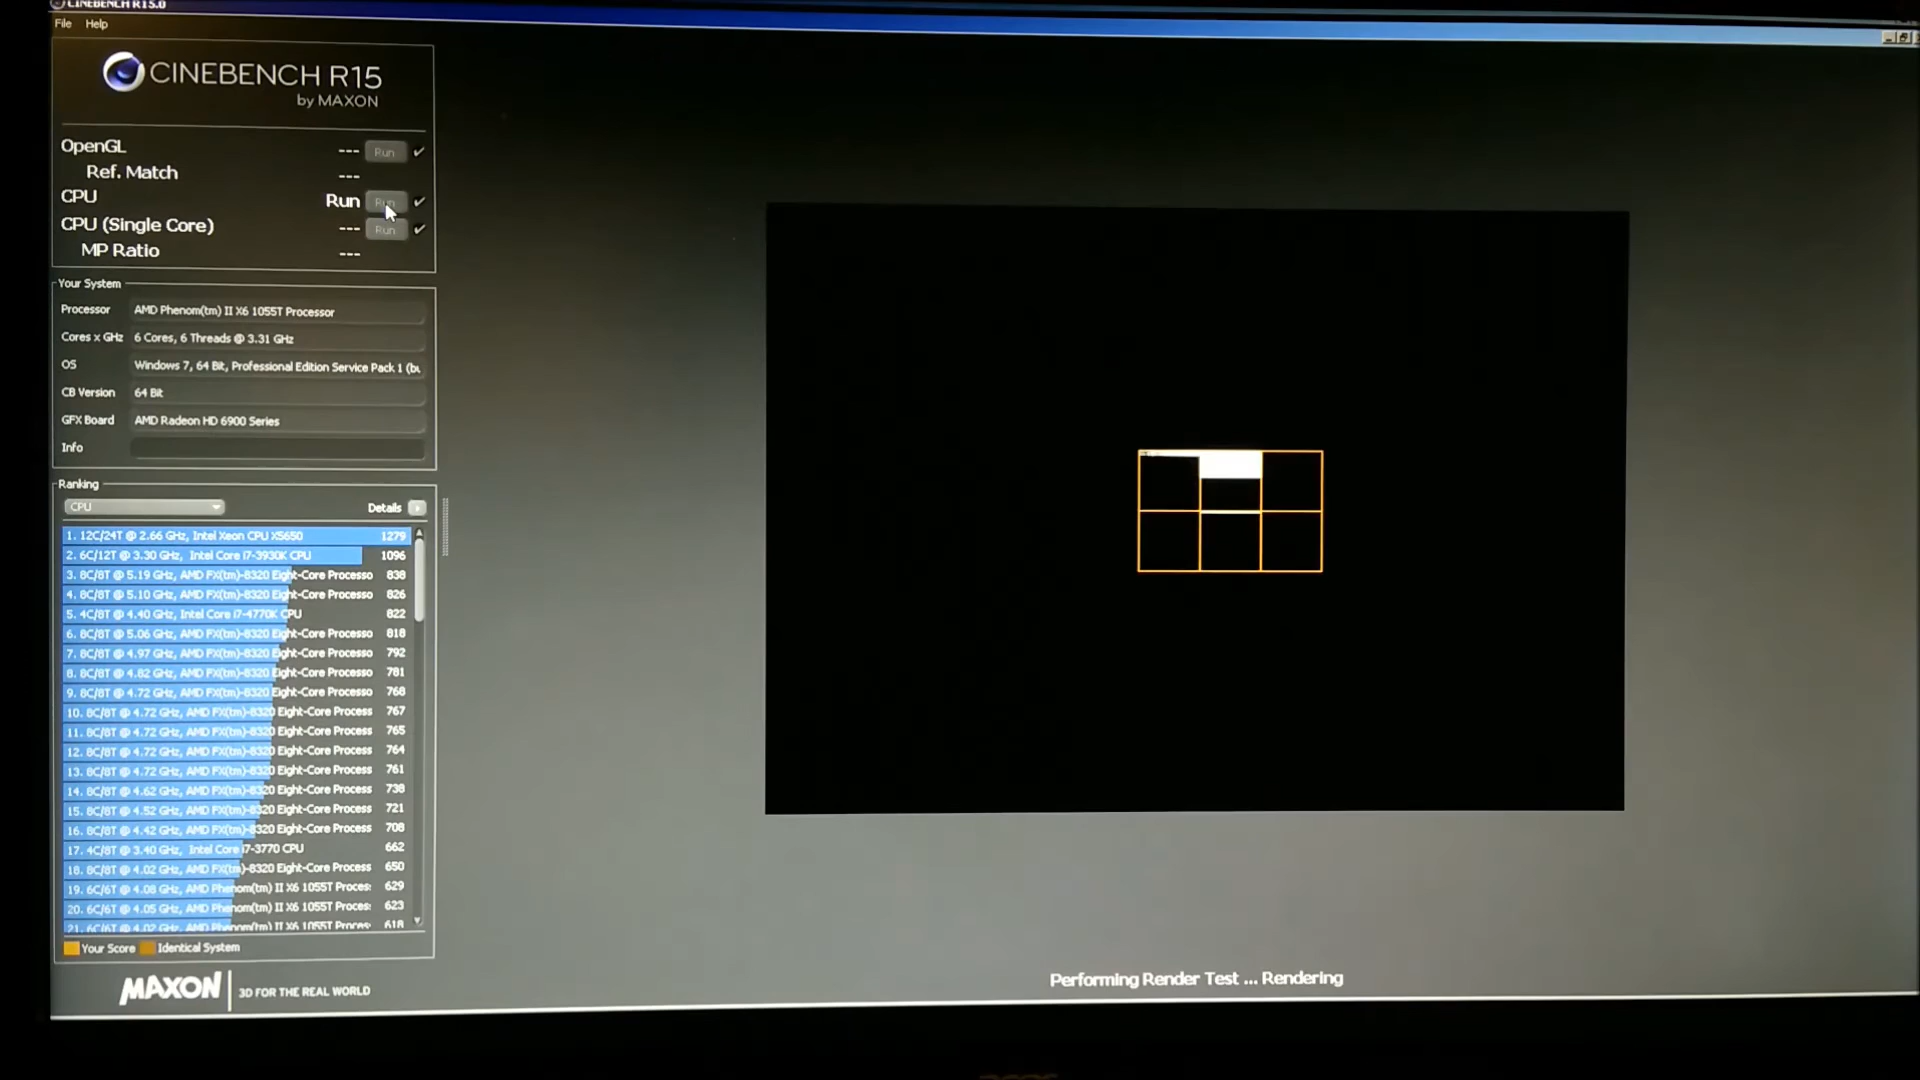 CINEBENCH R15.0
File Help
CINEBENCH R15
by MAXON
OpenGL --- Run
Ref. Match ---
CPU Run Run
CPU (Single Core) --- Run
MP Ratio ---
Your System
Processor AMD Phenom(tm) II X6 1055T Processor
Cores x GHz 6 Cores, 6 Threads @ 3.31 GHz
OS Windows 7, 64 Bit, Professional Edition Service Pack 1 (bu
CB Version 64 Bit
GFX Board AMD Radeon HD 6900 Series
Info
Ranking
CPU Details
1. 12C/24T @ 2.66 GHz, Intel Xeon CPU X5650 1279
2. 6C/12T @ 3.30 GHz, Intel Core i7-3930K CPU 1096
3. 8C/8T @ 5.19 GHz, AMD FX(tm)-8320 Eight-Core Processo 838
4. 8C/8T @ 5.10 GHz, AMD FX(tm)-8320 Eight-Core Processo 826
5. 4C/8T @ 4.40 GHz, Intel Core i7-4770K CPU 822
6. 8C/8T @ 5.06 GHz, AMD FX(tm)-8320 Eight-Core Processo 818
7. 8C/8T @ 4.97 GHz, AMD FX(tm)-8320 Eight-Core Processo 792
8. 8C/8T @ 4.82 GHz, AMD FX(tm)-8320 Eight-Core Processo 781
9. 8C/8T @ 4.72 GHz, AMD FX(tm)-8320 Eight-Core Processo 768
10. 8C/8T @ 4.72 GHz, AMD FX(tm)-8320 Eight-Core Process 767
11. 8C/8T @ 4.72 GHz, AMD FX(tm)-8320 Eight-Core Process 765
12. 8C/8T @ 4.72 GHz, AMD FX(tm)-8320 Eight-Core Process 764
13. 8C/8T @ 4.72 GHz, AMD FX(tm)-8320 Eight-Core Process 761
14. 8C/8T @ 4.62 GHz, AMD FX(tm)-8320 Eight-Core Process 738
15. 8C/8T @ 4.52 GHz, AMD FX(tm)-8320 Eight-Core Process 721
16. 8C/8T @ 4.42 GHz, AMD FX(tm)-8320 Eight-Core Process 708
17. 4C/8T @ 3.40 GHz, Intel Core i7-3770 CPU 662
18. 8C/8T @ 4.02 GHz, AMD FX(tm)-8320 Eight-Core Process 650
19. 6C/6T @ 4.08 GHz, AMD Phenom(tm) II X6 1055T Proces: 629
20. 6C/6T @ 4.05 GHz, AMD Phenom(tm) II X6 1055T Proces: 623
21. 6C/6T @ 4.02 GHz, AMD Phenom(tm) II X6 1055T Proces: 618
Your Score Identical System
MAXON 3D FOR THE REAL WORLD
Performing Render Test ... Rendering